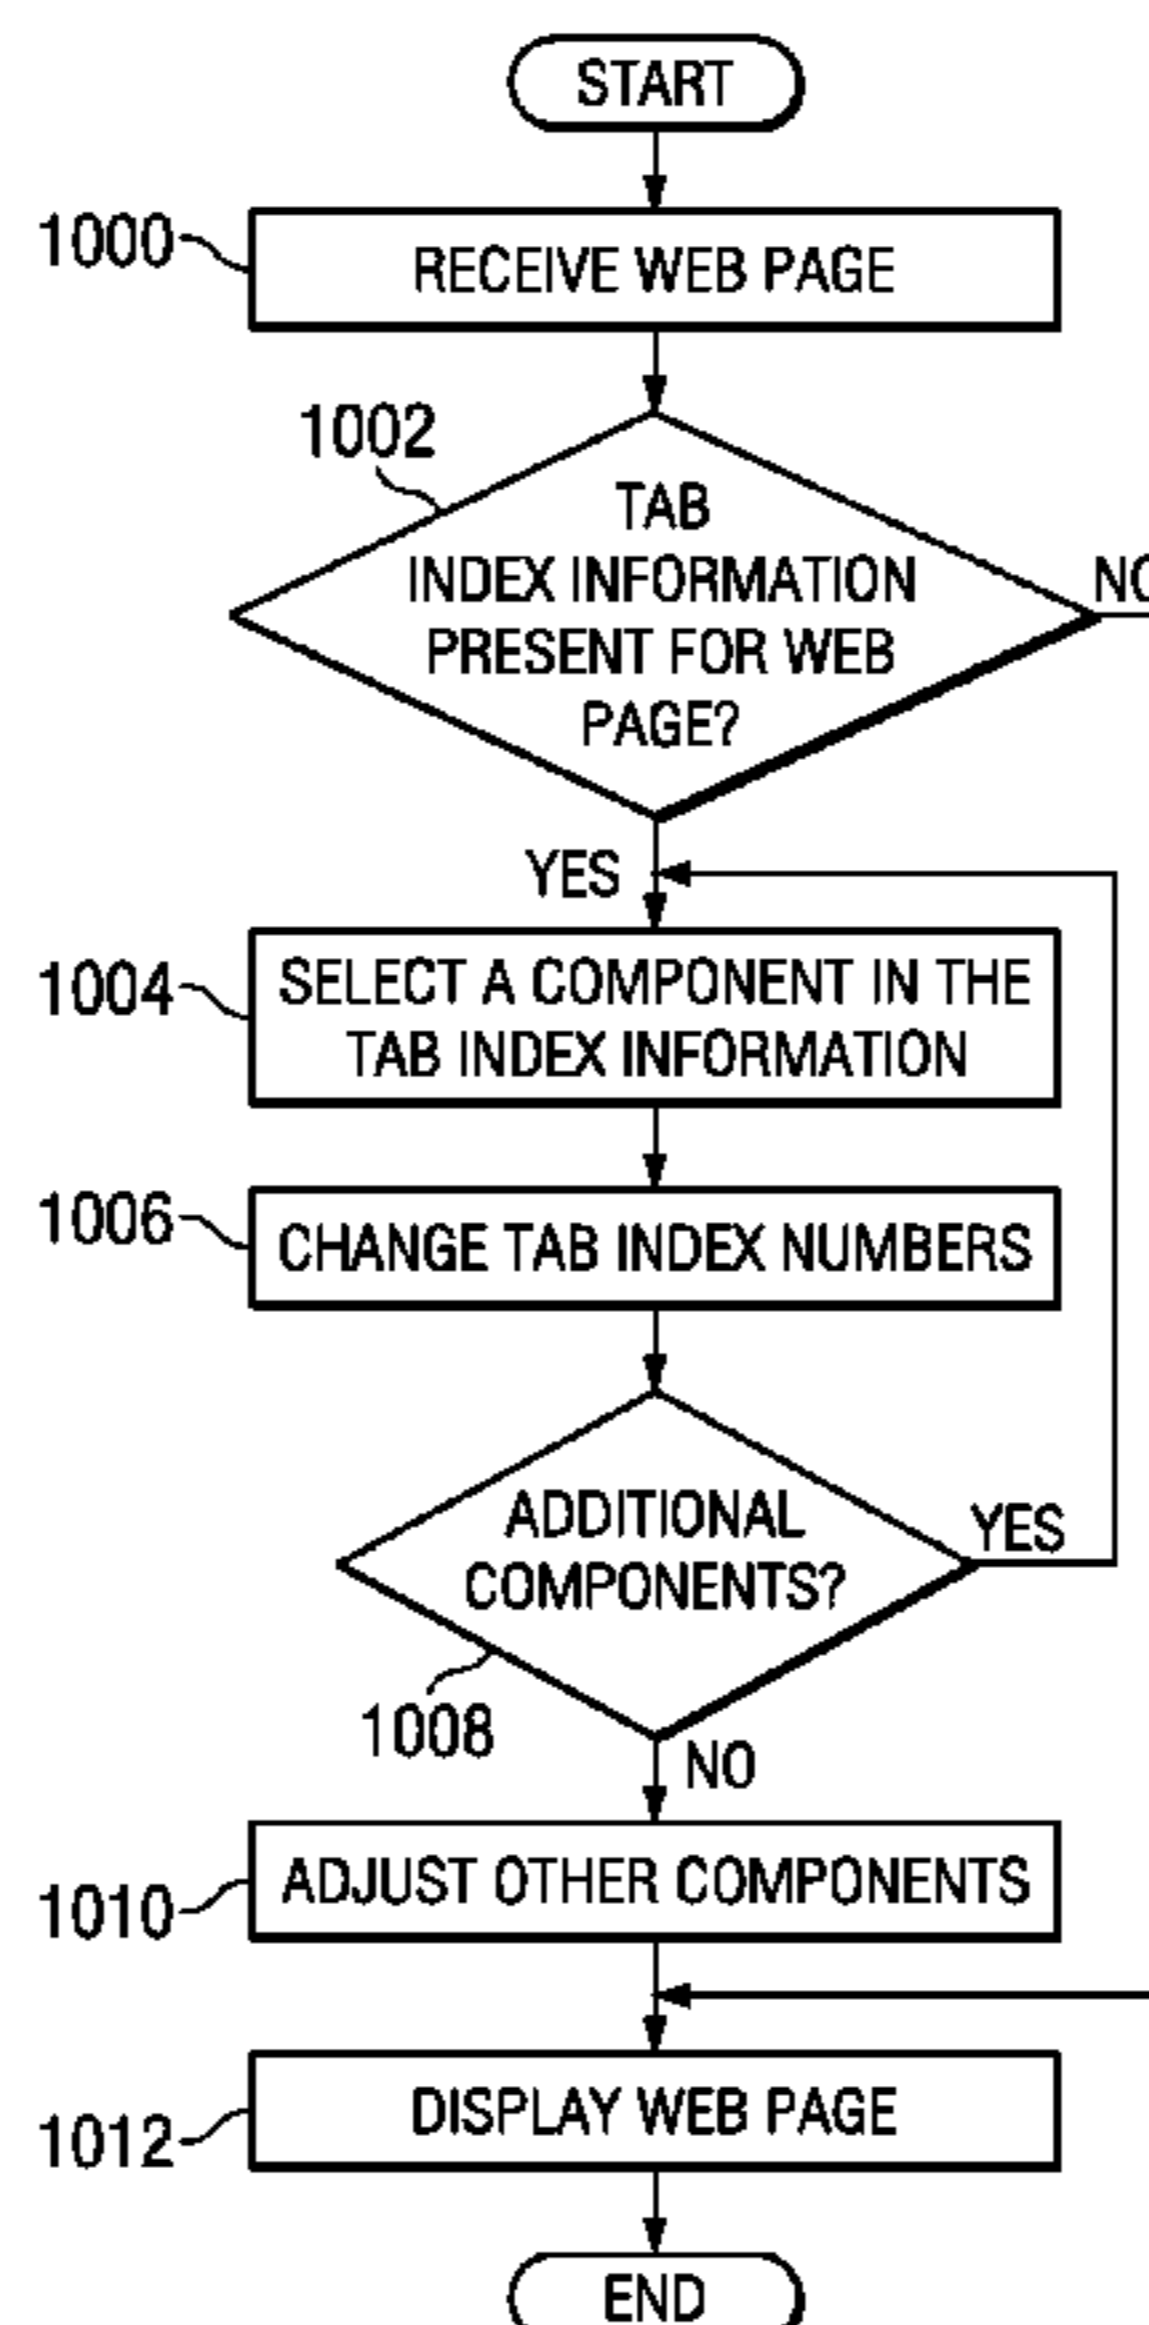 START
1000
RECEIVE WEB PAGE
1002
TAB
INDEX INFORMATION
PRESENT FOR WEB
PAGE?
NO
YES
1004
SELECT A COMPONENT IN THE
TAB INDEX INFORMATION
1006
CHANGE TAB INDEX NUMBERS
ADDITIONAL
COMPONENTS?
YES
1008
NO
ADJUST OTHER COMPONENTS
1010
DISPLAY WEB PAGE
1012
END